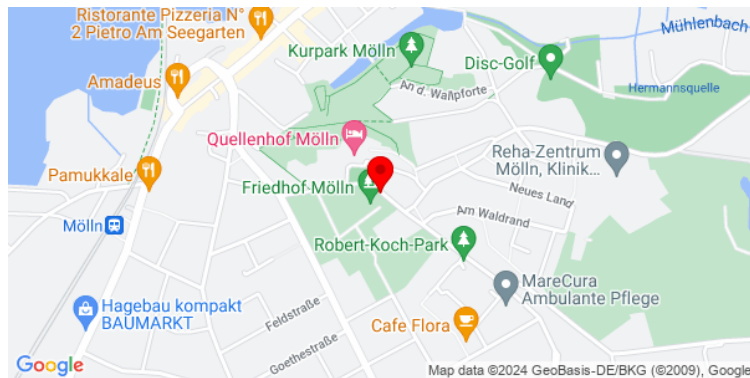 Ristorante Pizzeria N°
2 Pietro Am Seegarten
Kurpark Mölln
Mühlenbach
Disc-Golf
Amadeus
An d. Waßpforte
Hermannsquelle
Quellenhof Mölln
Reha-Zentrum
Mölln, Klinik...
Pamukkale
Friedhof Mölln
Neues Land
Am Waldrand
Mölln
Robert-Koch-Park
MareCura
Ambulante Pflege
Hagebau kompakt
BAUMARKT
Feldstraße
Cafe Flora
Goethestraße
Google
Map data ©2024 GeoBasis-DE/BKG (©2009), Google